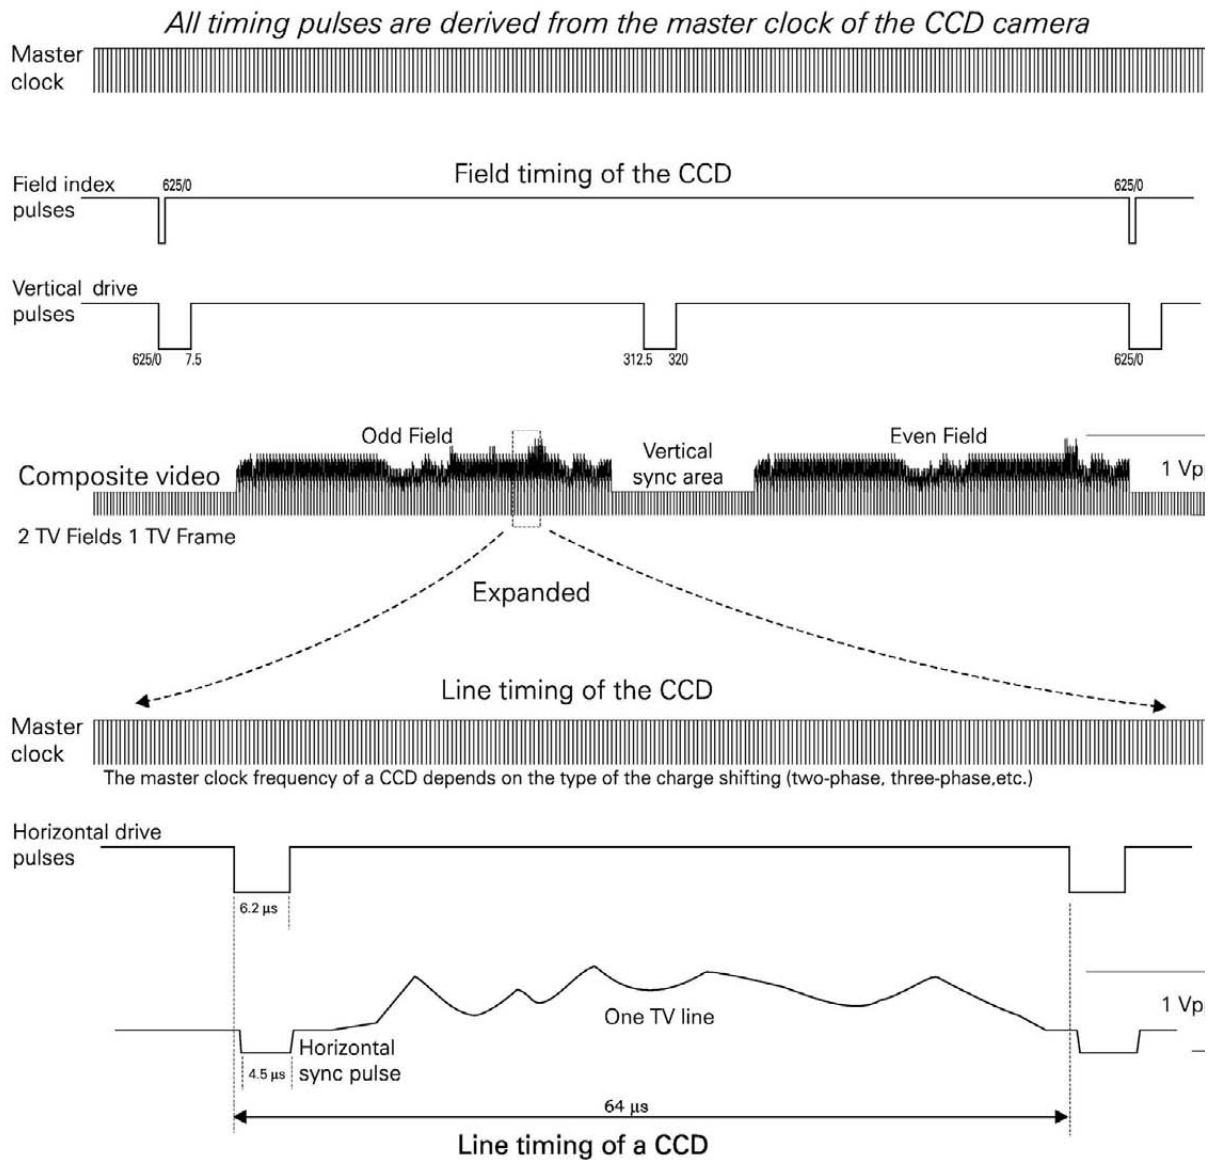 All timing pulses are derived from the master clock of the CCD camera
Master
clock
Field timing of the CCD
Field index
pulses
625/0
625/0
Vertical drive
pulses
625/0
7.5
312.5
320
625/0
Odd Field
Vertical
sync area
Even Field
Composite video
1 Vp
2 TV Fields 1 TV Frame
Expanded
Line timing of the CCD
Master
clock
The master clock frequency of a CCD depends on the type of the charge shifting (two-phase, three-phase,etc.)
Horizontal drive
pulses
6.2 µs
One TV line
1 Vp
Horizontal
sync pulse
4.5 µs
64 µs
Line timing of a CCD